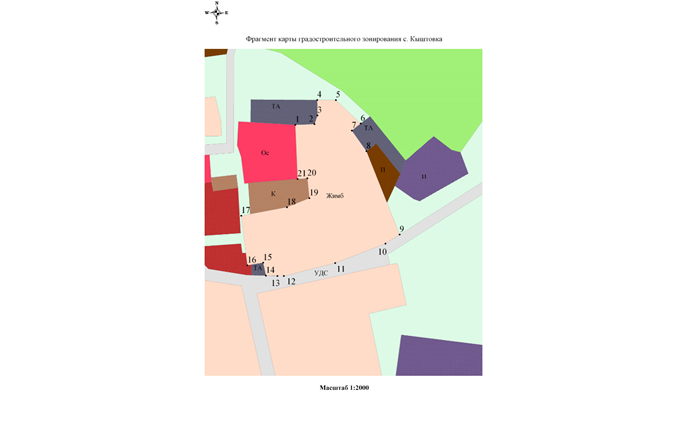 N
W E
S
Фрагмент карты градостроительного зонирования с. Кыштовка
4 5
ТА
3
1 2
6
7 ТА
8
Ос
П И
21 20
К
19
Жимб
18
17
9
10
16 15
ТА 14
11
УДС
13 12
Масштаб 1:2000